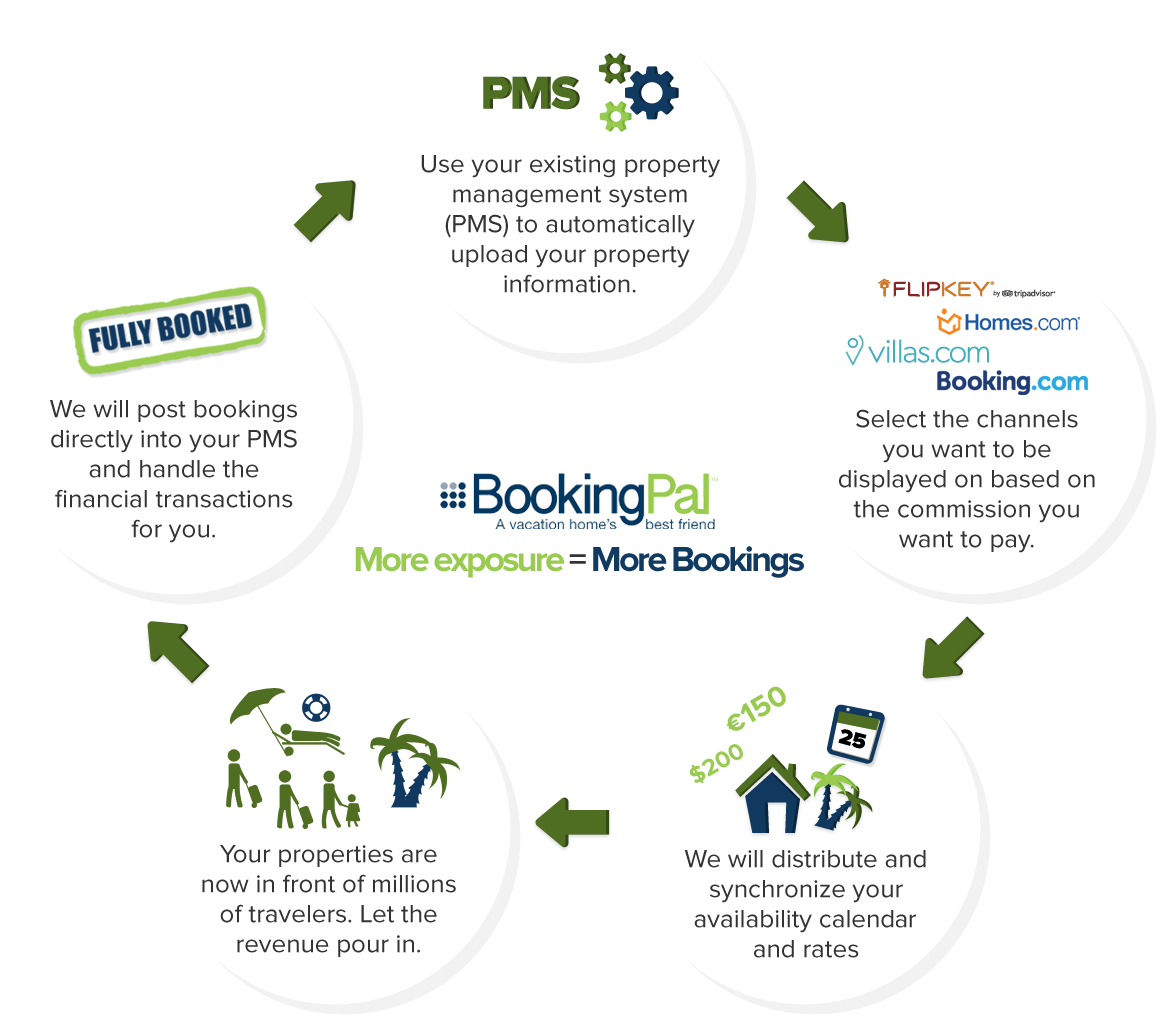 PMS
Use your existing property
management system
(PMS) to automatically
upload your property
information.
FLIPKEY® by tripadvisor®
Homes.com®
villas.com
Booking.com
Select the channels
you want to be
displayed on based on
the commission you
want to pay.
€150
$200
25
We will distribute and
synchronize your
availability calendar
and rates
Your properties are
now in front of millions
of travelers. Let the
revenue pour in.
FULLY BOOKED
We will post bookings
directly into your PMS
and handle the
financial transactions
for you.
BookingPal™
A vacation home's best friend
More exposure = More Bookings